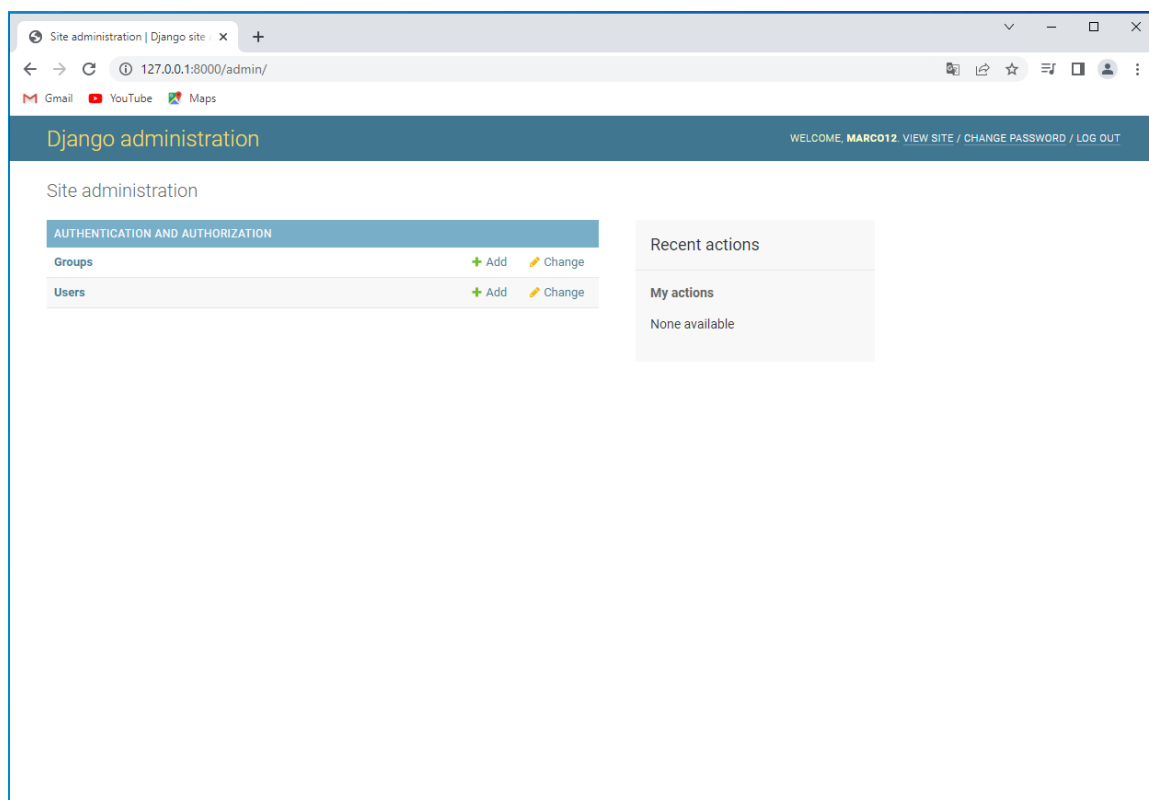 Site administration | Django site
127.0.0.1:8000/admin/
Gmail YouTube Maps
Django administration
WELCOME, MARCO12. VIEW SITE / CHANGE PASSWORD / LOG OUT
Site administration
AUTHENTICATION AND AUTHORIZATION
Groups Add Change
Users Add Change
Recent actions
My actions
None available